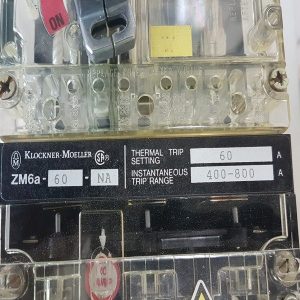 ON
KLOCKNER-MOELLER
THERMAL TRIP SETTING 60 A
ZM6a-60-NA
INSTANTANEOUS TRIP RANGE 400-800 A